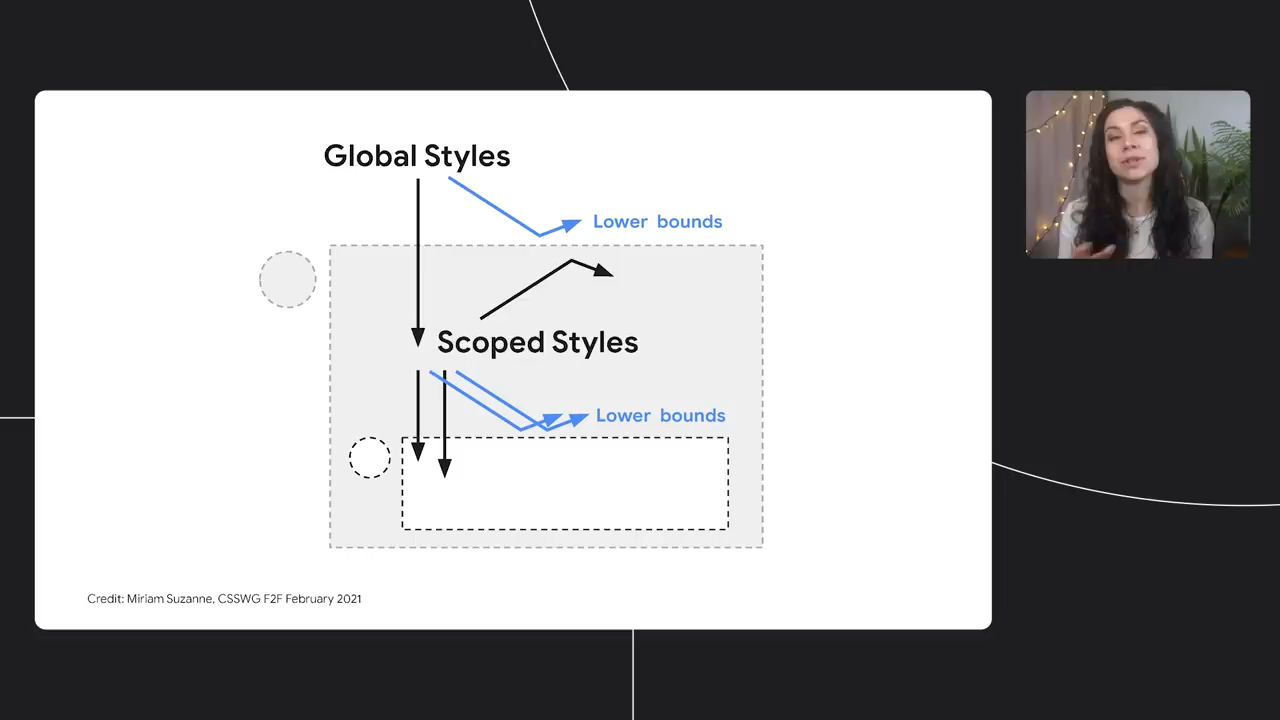 Global Styles
Lower bounds
Scoped Styles
Lower bounds
Credit: Miriam Suzanne, CSSWG F2F February 2021